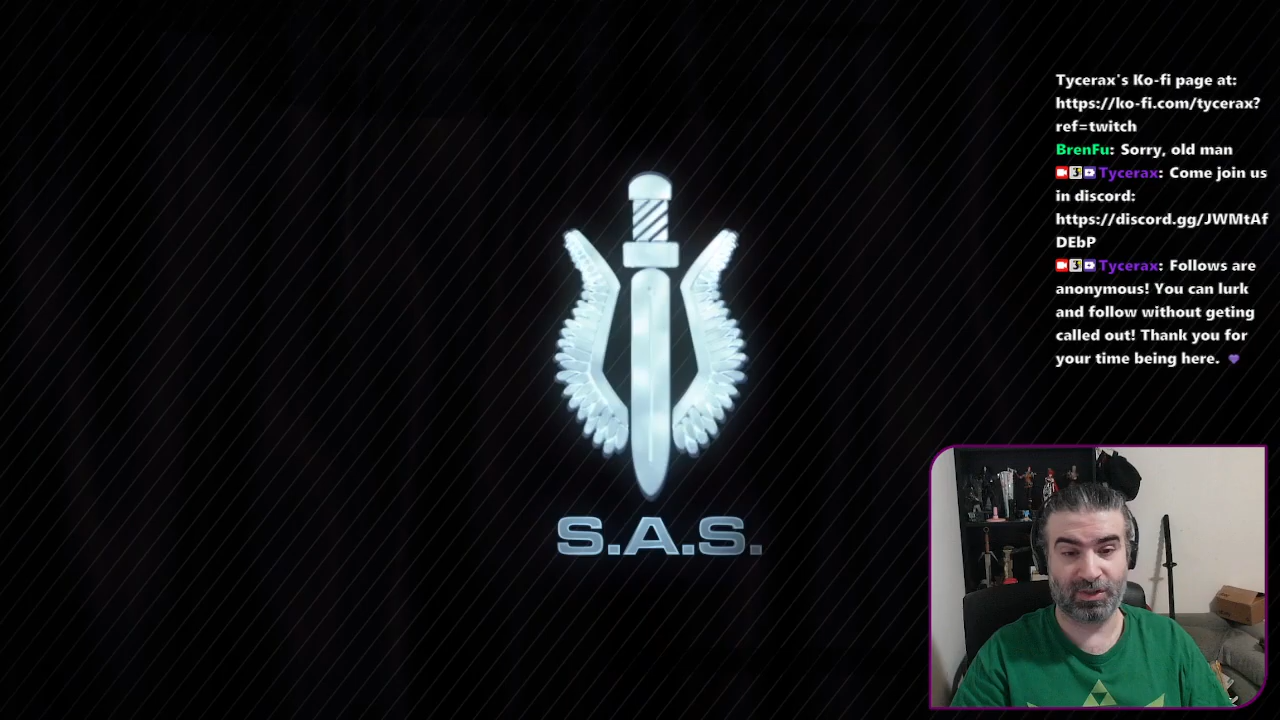 Tycerax's Ko-fi page at:
https://ko-fi.com/tycerax?
ref=twitch
BrenFu: Sorry, old man
Tycerax: Come join us
in discord:
https://discord.gg/JWMtAf
DEbP
Tycerax: Follows are
anonymous! You can lurk
and follow without geting
called out! Thank you for
your time being here.
S.A.S.